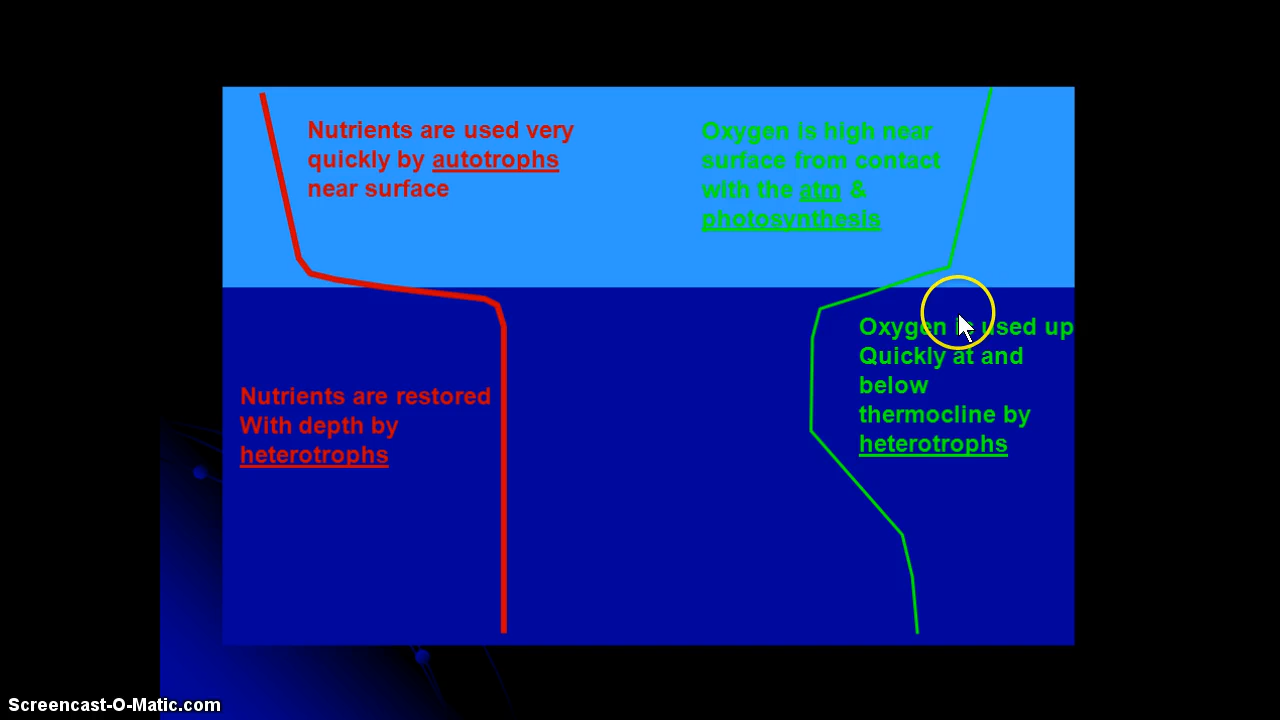 Nutrients are used very
quickly by autotrophs
near surface
Oxygen is high near
surface from contact
with the atm &
photosynthesis
Nutrients are restored
With depth by
heterotrophs
Oxygen is used up
Quickly at and
below
thermocline by
heterotrophs
Screencast-O-Matic.com